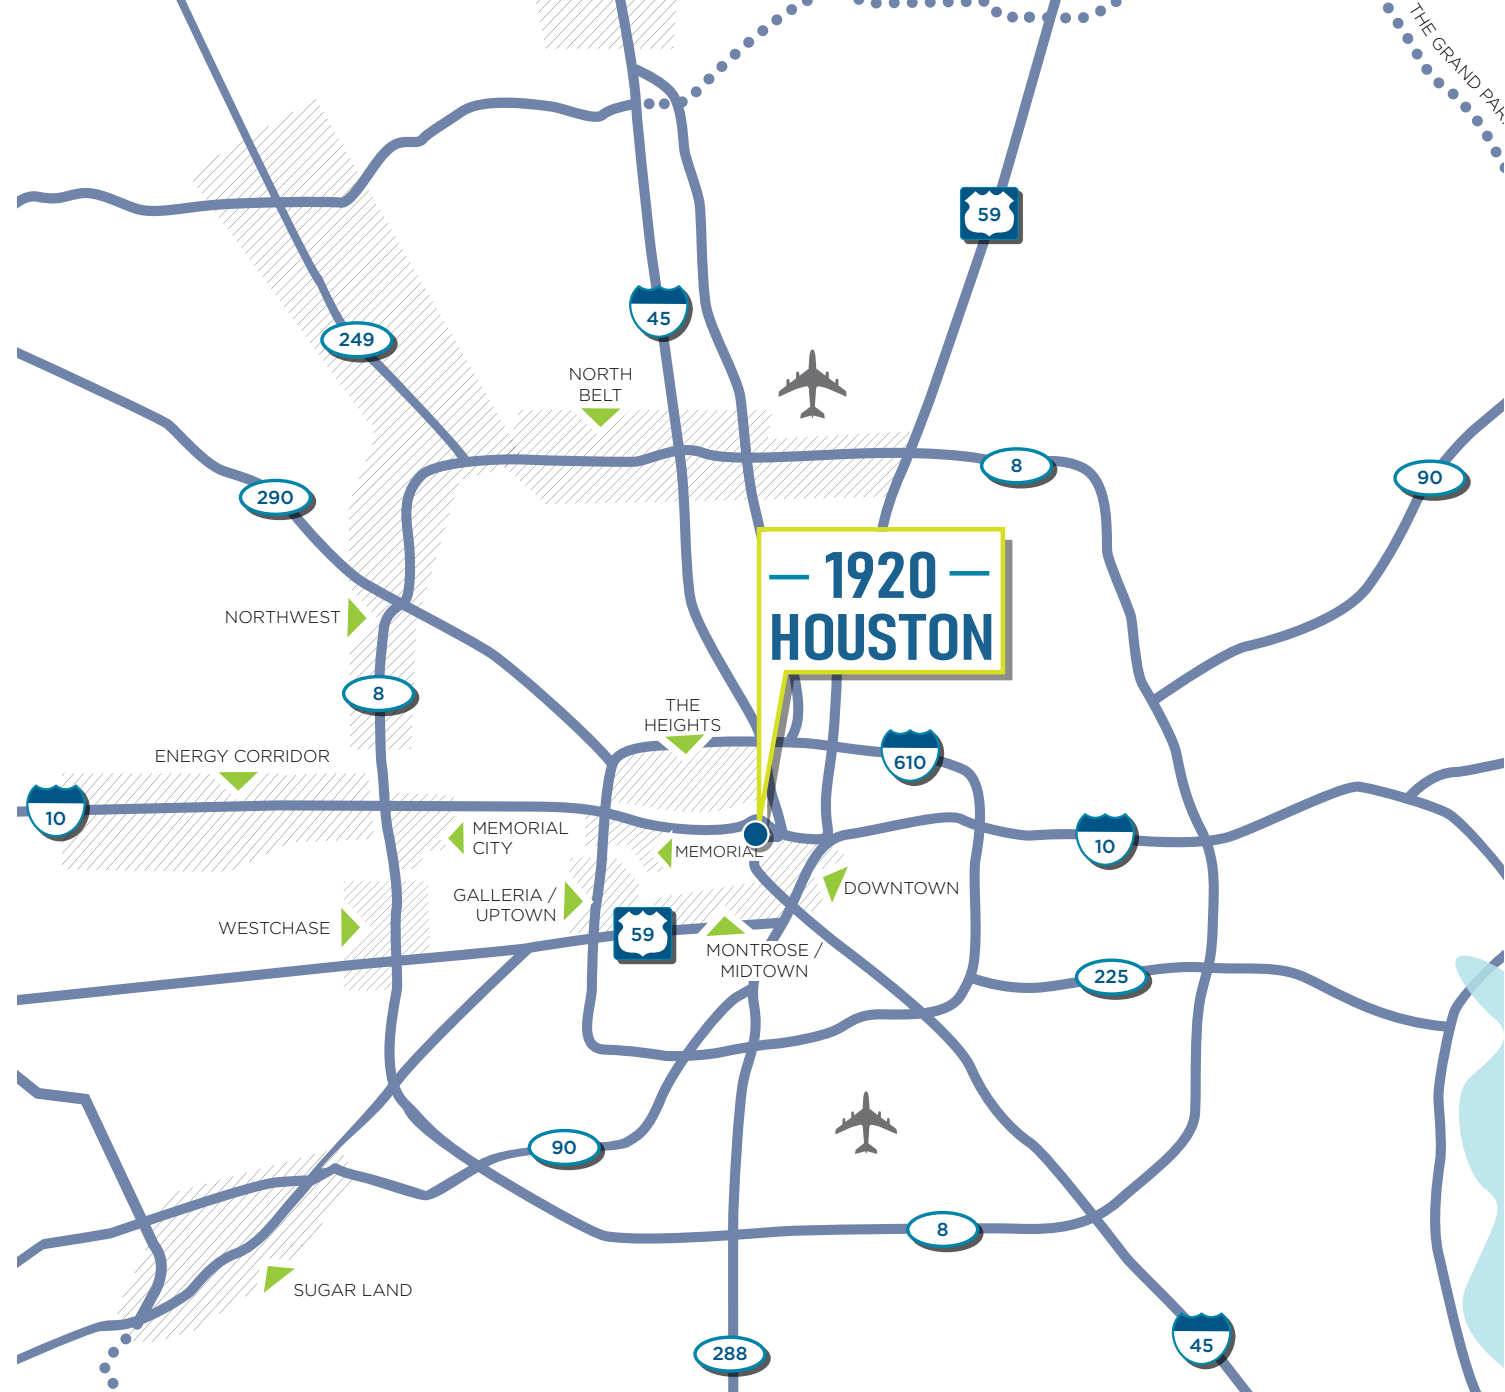 THE GRAND PAR
59
45
249
NORTH
BELT
8
90
290
1920
HOUSTON
NORTHWEST
8
THE
HEIGHTS
610
ENERGY CORRIDOR
10
MEMORIAL
CITY
MEMORIAL
10
GALLERIA /
UPTOWN
DOWNTOWN
WESTCHASE
59
MONTROSE /
MIDTOWN
225
90
8
SUGAR LAND
45
288